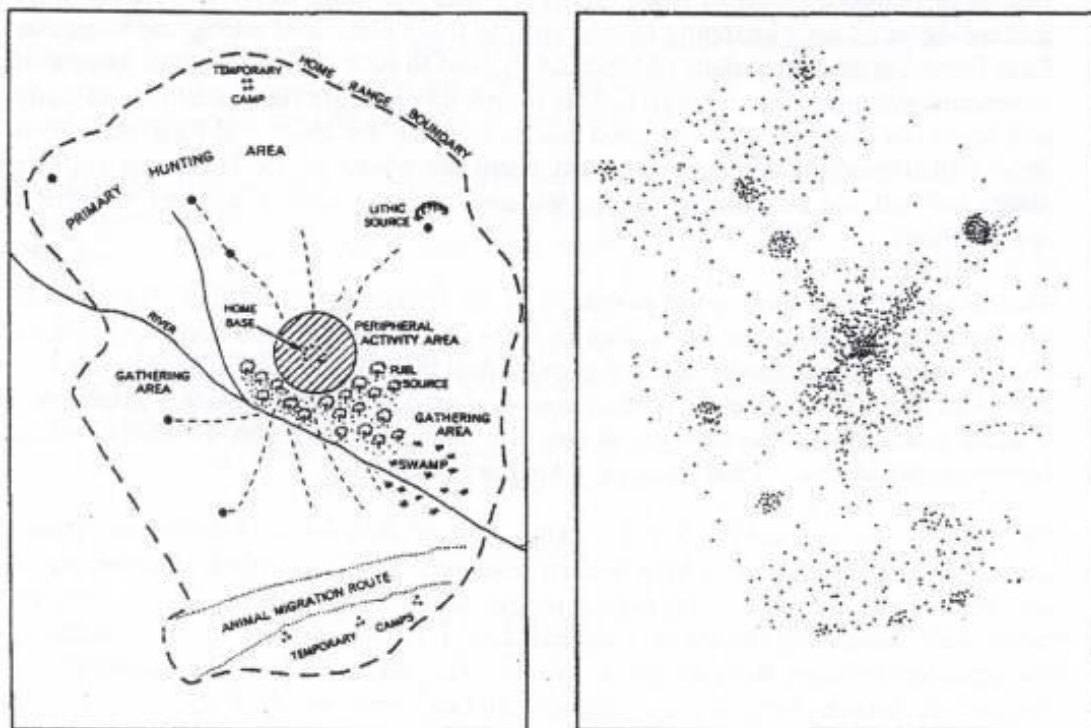 TEMPORARY
CAMP
HOME RANGE BOUNDARY
PRIMARY HUNTING AREA
LITHIC
SOURCE
RIVER
HOME
BASE
PERIPHERAL
ACTIVITY AREA
FUEL
SOURCE
GATHERING
AREA
GATHERING
AREA
SWAMP
ANIMAL MIGRATION ROUTE
TEMPORARY CAMPS